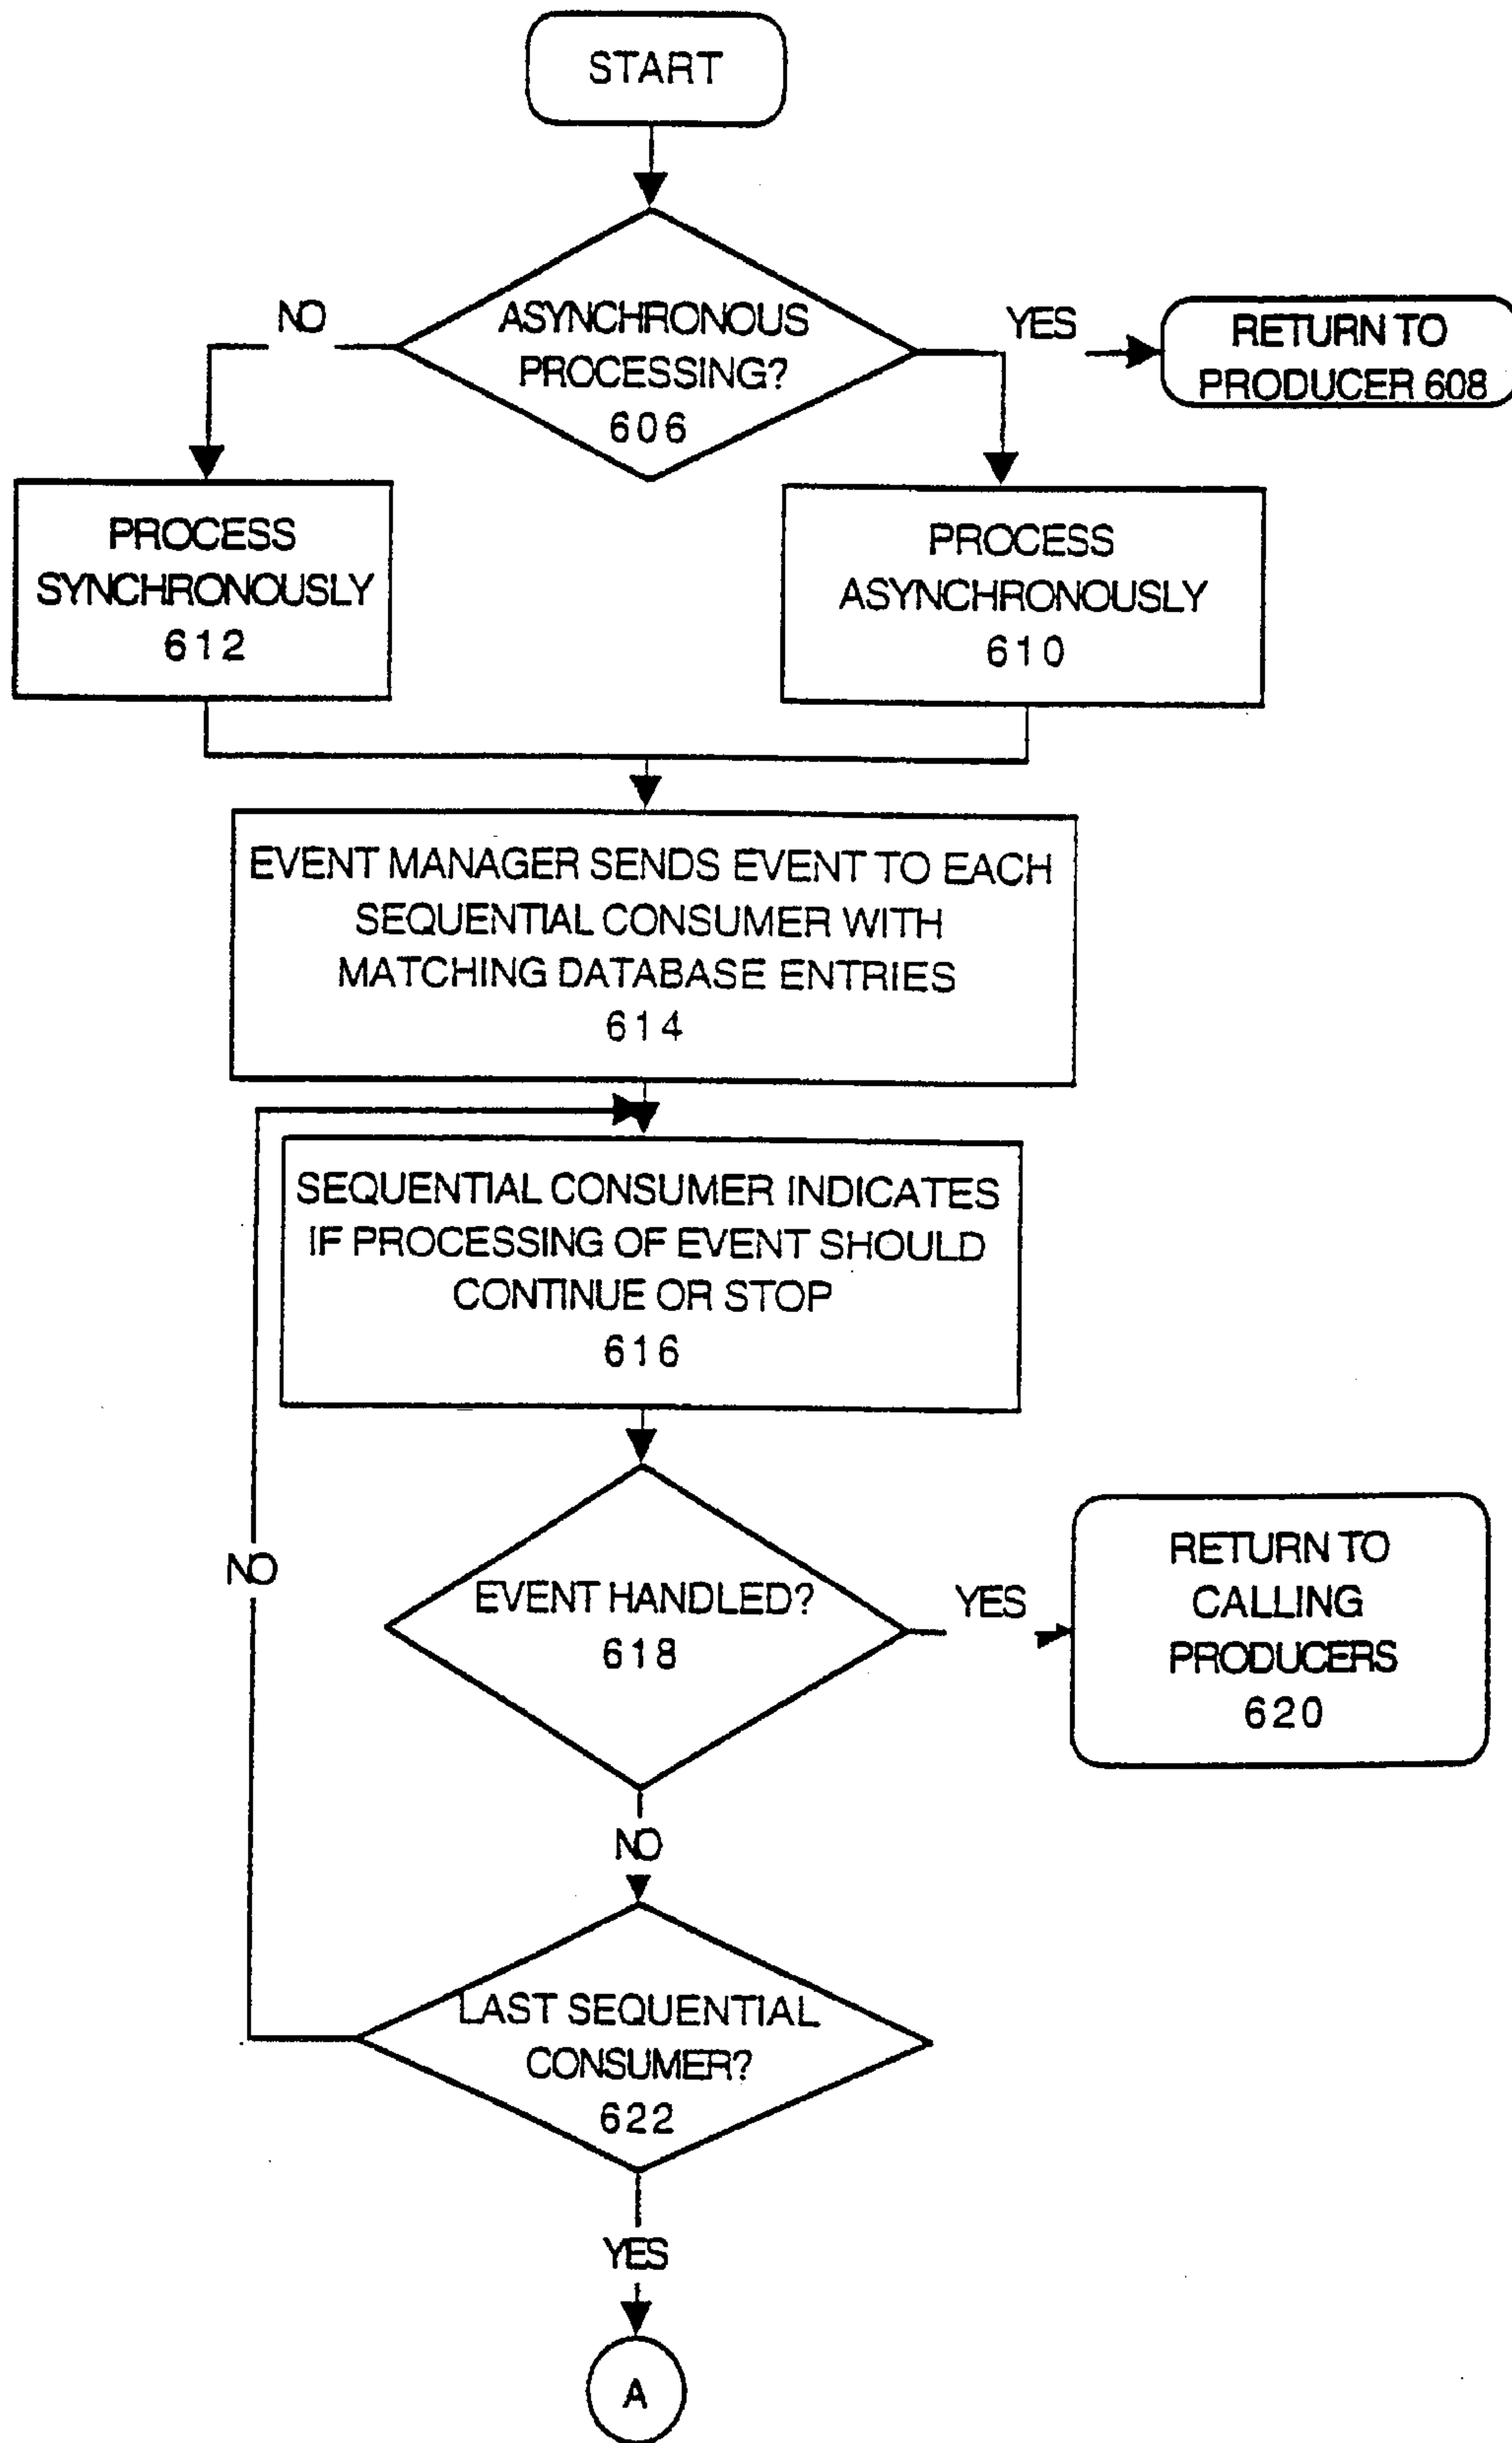 START
NO
ASYNCHRONOUS
PROCESSING?
606
YES
RETURN TO
PRODUCER 608
PROCESS
SYNCHRONOUSLY
612
PROCESS
ASYNCHRONOUSLY
610
EVENT MANAGER SENDS EVENT TO EACH
SEQUENTIAL CONSUMER WITH
MATCHING DATABASE ENTRIES
614
SEQUENTIAL CONSUMER INDICATES
IF PROCESSING OF EVENT SHOULD
CONTINUE OR STOP
616
NO
EVENT HANDLED?
618
YES
RETURN TO
CALLING
PRODUCERS
620
NO
LAST SEQUENTIAL
CONSUMER?
622
YES
A